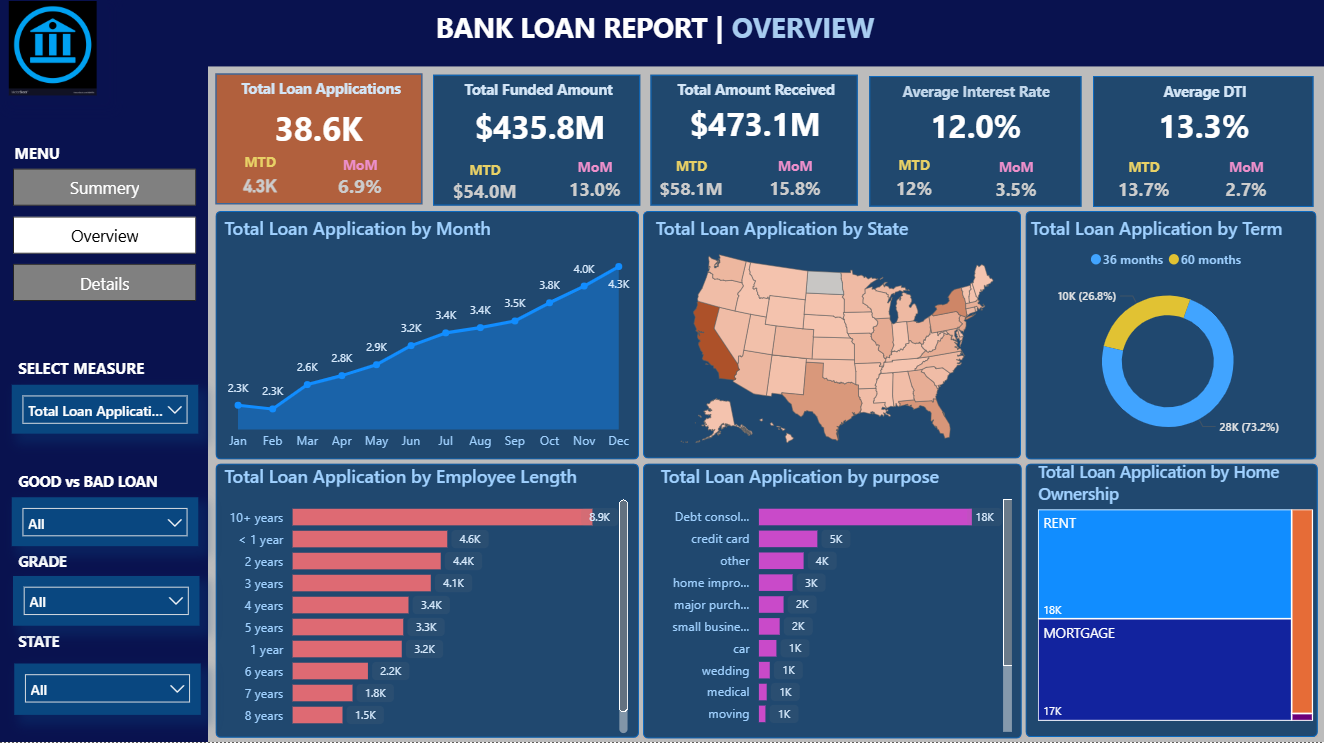 BANK LOAN REPORT | OVERVIEW
MENU
Summery
Overview
Details
SELECT MEASURE
Total Loan Applicati...
GOOD vs BAD LOAN
All
GRADE
All
STATE
All
Total Loan Applications
38.6K
MTD MoM
4.3K 6.9%
Total Funded Amount
$435.8M
MTD MoM
$54.0M 13.0%
Total Amount Received
$473.1M
MTD MoM
$58.1M 15.8%
Average Interest Rate
12.0%
MTD MoM
12% 3.5%
Average DTI
13.3%
MTD MoM
13.7% 2.7%
Total Loan Application by Month
2.3K 2.3K 2.6K 2.8K 2.9K 3.2K 3.4K 3.4K 3.5K 3.8K 4.0K 4.3K
Jan Feb Mar Apr May Jun Jul Aug Sep Oct Nov Dec
Total Loan Application by State
Total Loan Application by Term
36 months 60 months
10K (26.8%)
28K (73.2%)
Total Loan Application by Employee Length
10+ years 8.9K
< 1 year 4.6K
2 years 4.4K
3 years 4.1K
4 years 3.4K
5 years 3.3K
1 year 3.2K
6 years 2.2K
7 years 1.8K
8 years 1.5K
Total Loan Application by purpose
Debt consol... 18K
credit card 5K
other 4K
home impro... 3K
major purch... 2K
small busine... 2K
car 1K
wedding 1K
medical 1K
moving 1K
Total Loan Application by Home
Ownership
RENT
18K
MORTGAGE
17K